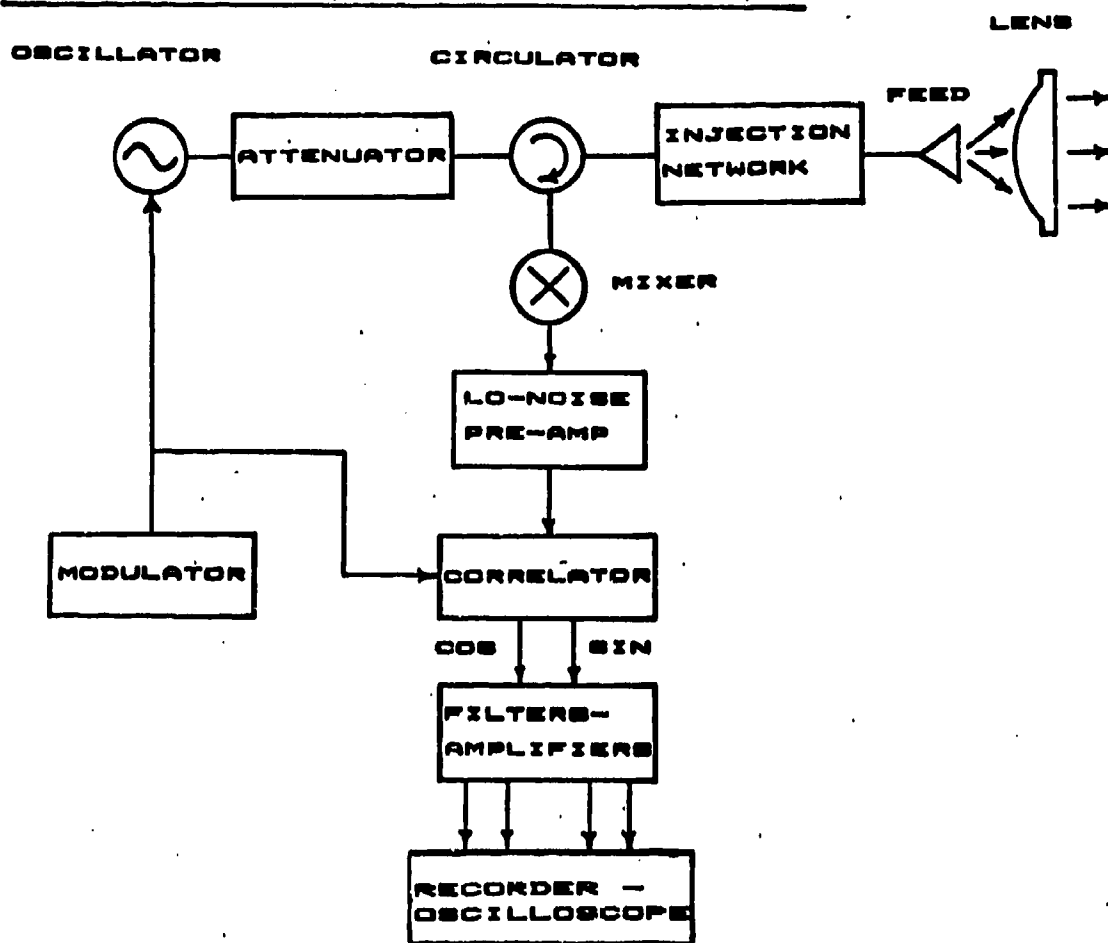 LENS
OSCILLATOR
CIRCULATOR
FEED
ATTENUATOR
INJECTION
NETWORK
MIXER
LO-NOISE
PRE-AMP
MODULATOR
CORRELATOR
COS
SIN
FILTERS-
AMPLIFIERS
RECORDER -
OSCILLOSCOPE